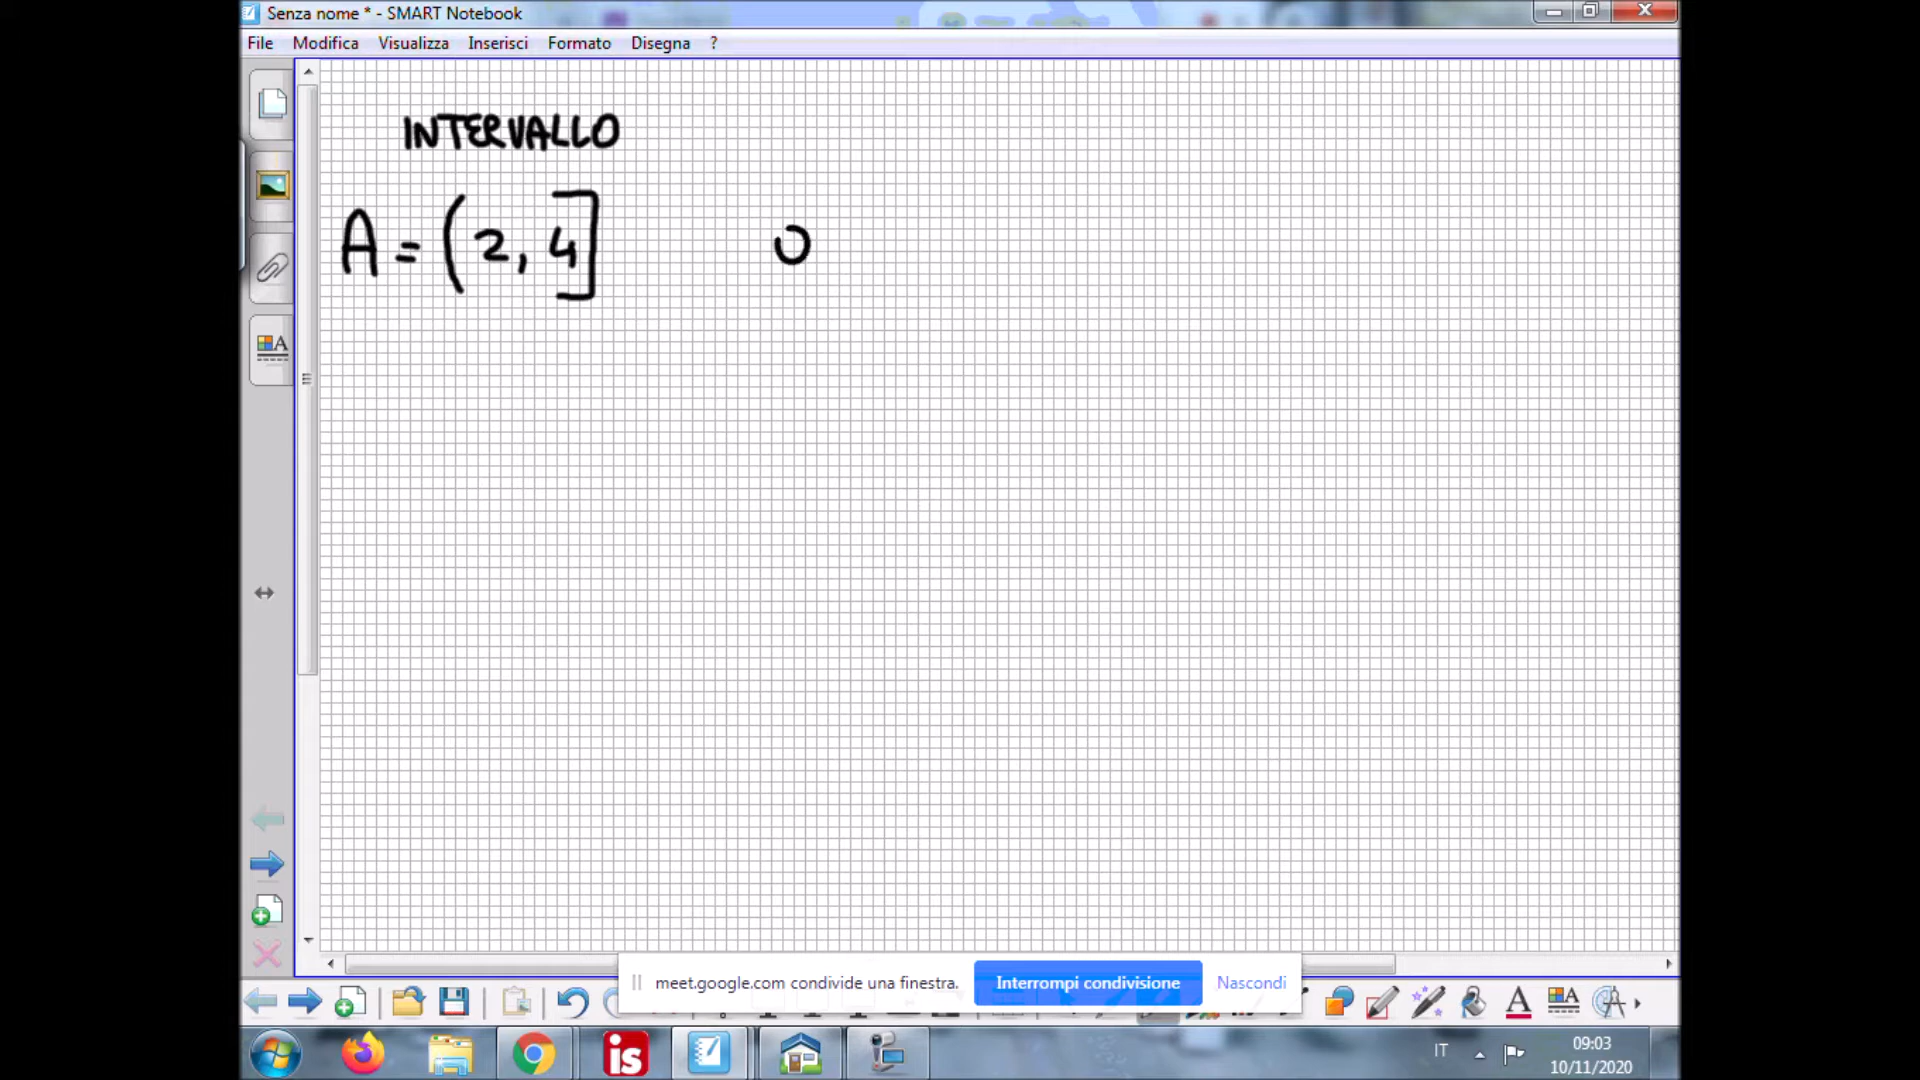 Senza nome * - SMART Notebook
File Modifica Visualizza Inserisci Formato Disegna ?
INTERVALLO
A = (2, 4] O
meet.google.com condivide una finestra. Interrompi condivisione Nascondi
IT 09:03
10/11/2020